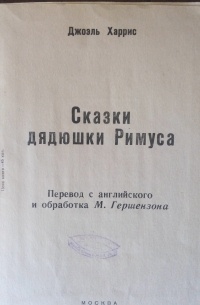 Джоэль Харрис
Сказки
дядюшки Римуса
Перевод с английского
и обработка М. Гершензона
МОСКВА